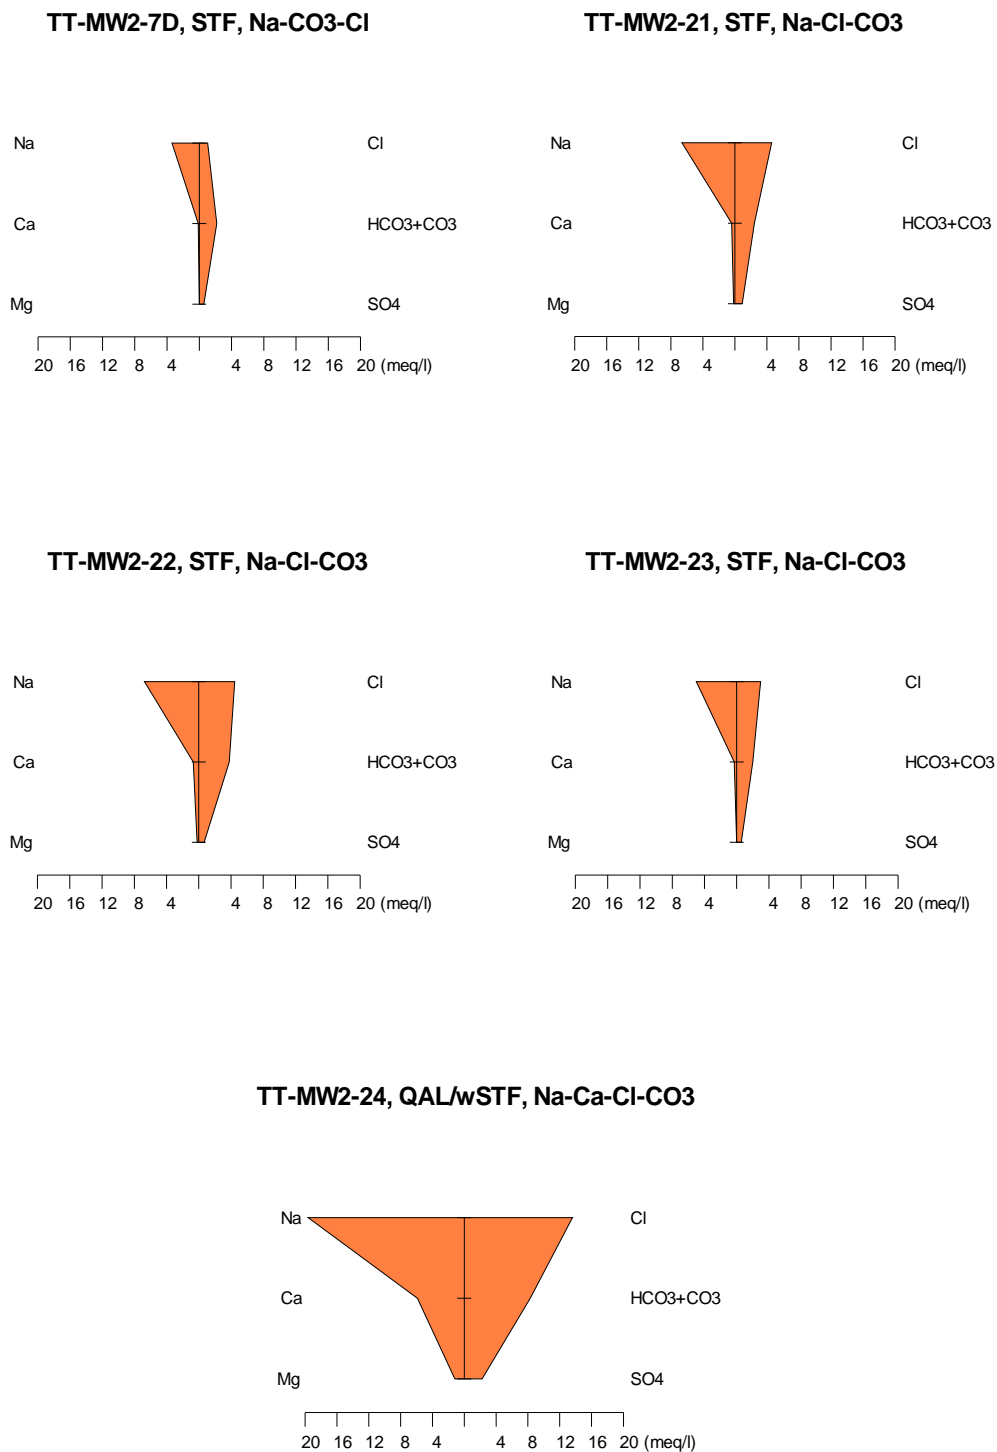 TT-MW2-7D, STF, Na-CO3-Cl
Na Cl
Ca HCO3+CO3
Mg SO4
20 16 12 8 4 4 8 12 16 20 (meq/l)
TT-MW2-21, STF, Na-Cl-CO3
Na Cl
Ca HCO3+CO3
Mg SO4
20 16 12 8 4 4 8 12 16 20 (meq/l)
TT-MW2-22, STF, Na-Cl-CO3
Na Cl
Ca HCO3+CO3
Mg SO4
20 16 12 8 4 4 8 12 16 20 (meq/l)
TT-MW2-23, STF, Na-Cl-CO3
Na Cl
Ca HCO3+CO3
Mg SO4
20 16 12 8 4 4 8 12 16 20 (meq/l)
TT-MW2-24, QAL/wSTF, Na-Ca-Cl-CO3
Na Cl
Ca HCO3+CO3
Mg SO4
20 16 12 8 4 4 8 12 16 20 (meq/l)